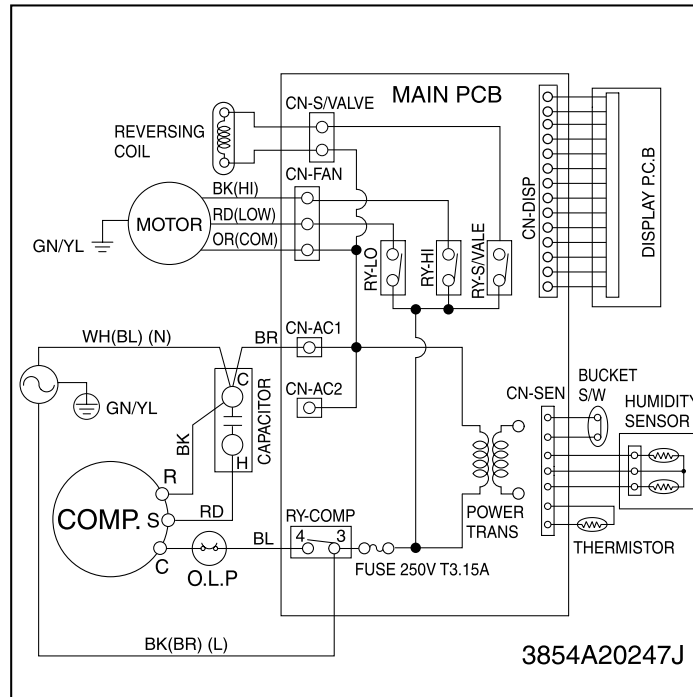 MAIN PCB
CN-S/VALVE
REVERSING
COIL
CN-FAN
BK(HI)
RD(LOW)
OR(COM)
MOTOR
GN/YL
RY-LO
RY-HI
RY-S/VALE
CN-DISP
DISPLAY P.C.B
WH(BL) (N)
BR
CN-AC1
CN-AC2
GN/YL
C
H
CAPACITOR
BK
R
S
C
COMP.
RD
BL
O.L.P
RY-COMP
4
3
FUSE 250V T3.15A
POWER
TRANS
CN-SEN
BUCKET
S/W
HUMIDITY
SENSOR
THERMISTOR
BK(BR) (L)
3854A20247J